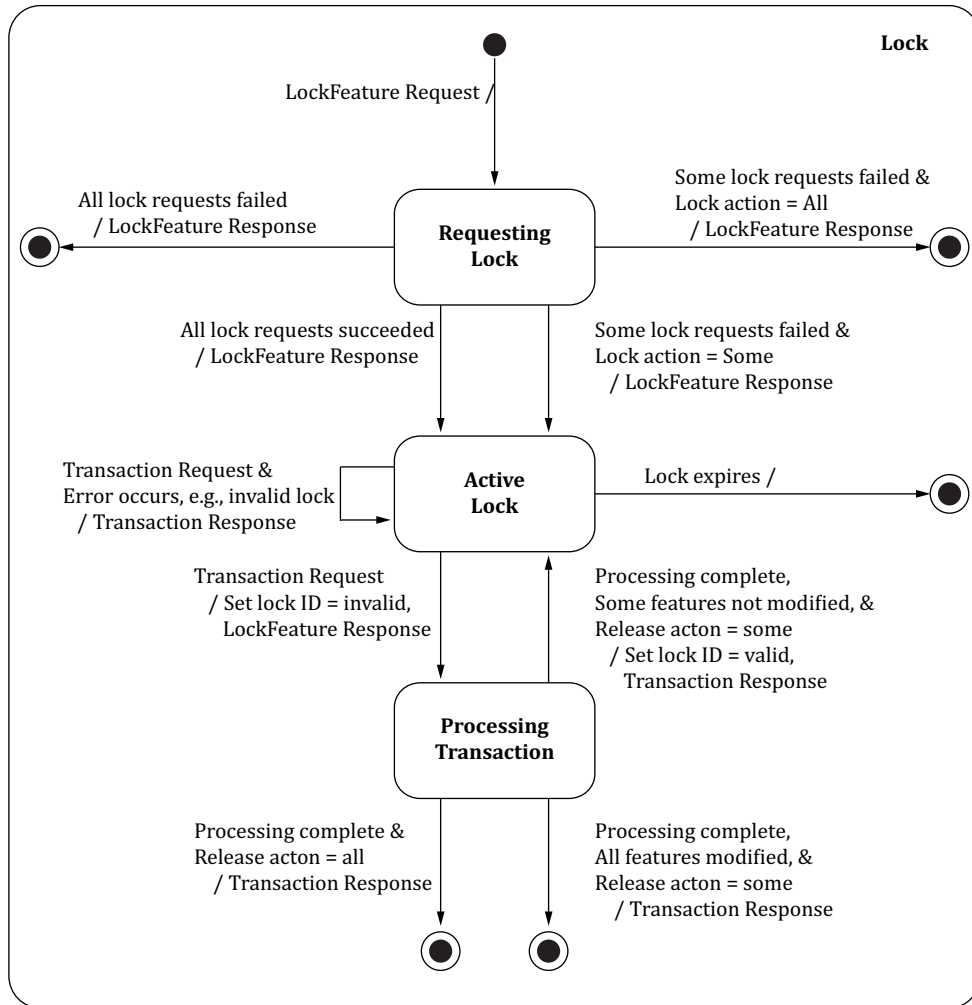 Lock
LockFeature Request /
All lock requests failed
/ LockFeature Response
Some lock requests failed &
Lock action = All
/ LockFeature Response
Requesting
Lock
All lock requests succeeded
/ LockFeature Response
Some lock requests failed &
Lock action = Some
/ LockFeature Response
Transaction Request &
Error occurs, e.g., invalid lock
/ Transaction Response
Active
Lock
Lock expires /
Transaction Request
/ Set lock ID = invalid,
LockFeature Response
Processing complete,
Some features not modified, &
Release acton = some
/ Set lock ID = valid,
Transaction Response
Processing
Transaction
Processing complete &
Release acton = all
/ Transaction Response
Processing complete,
All features modified, &
Release acton = some
/ Transaction Response